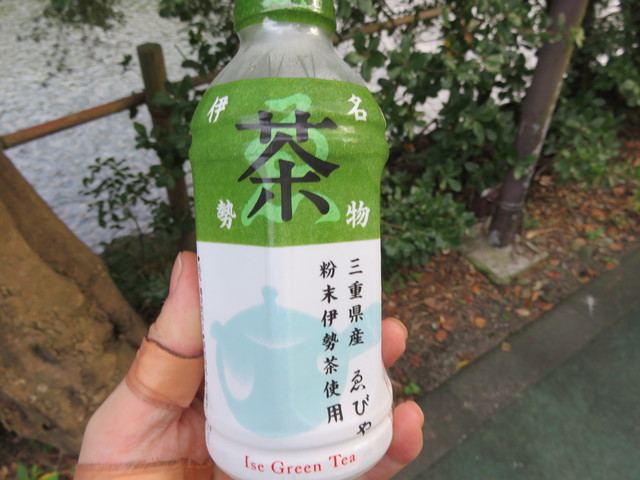 名物
伊勢
茶
ゑ
三重県産 ゑびや
粉末伊勢茶使用
Ise Green Tea